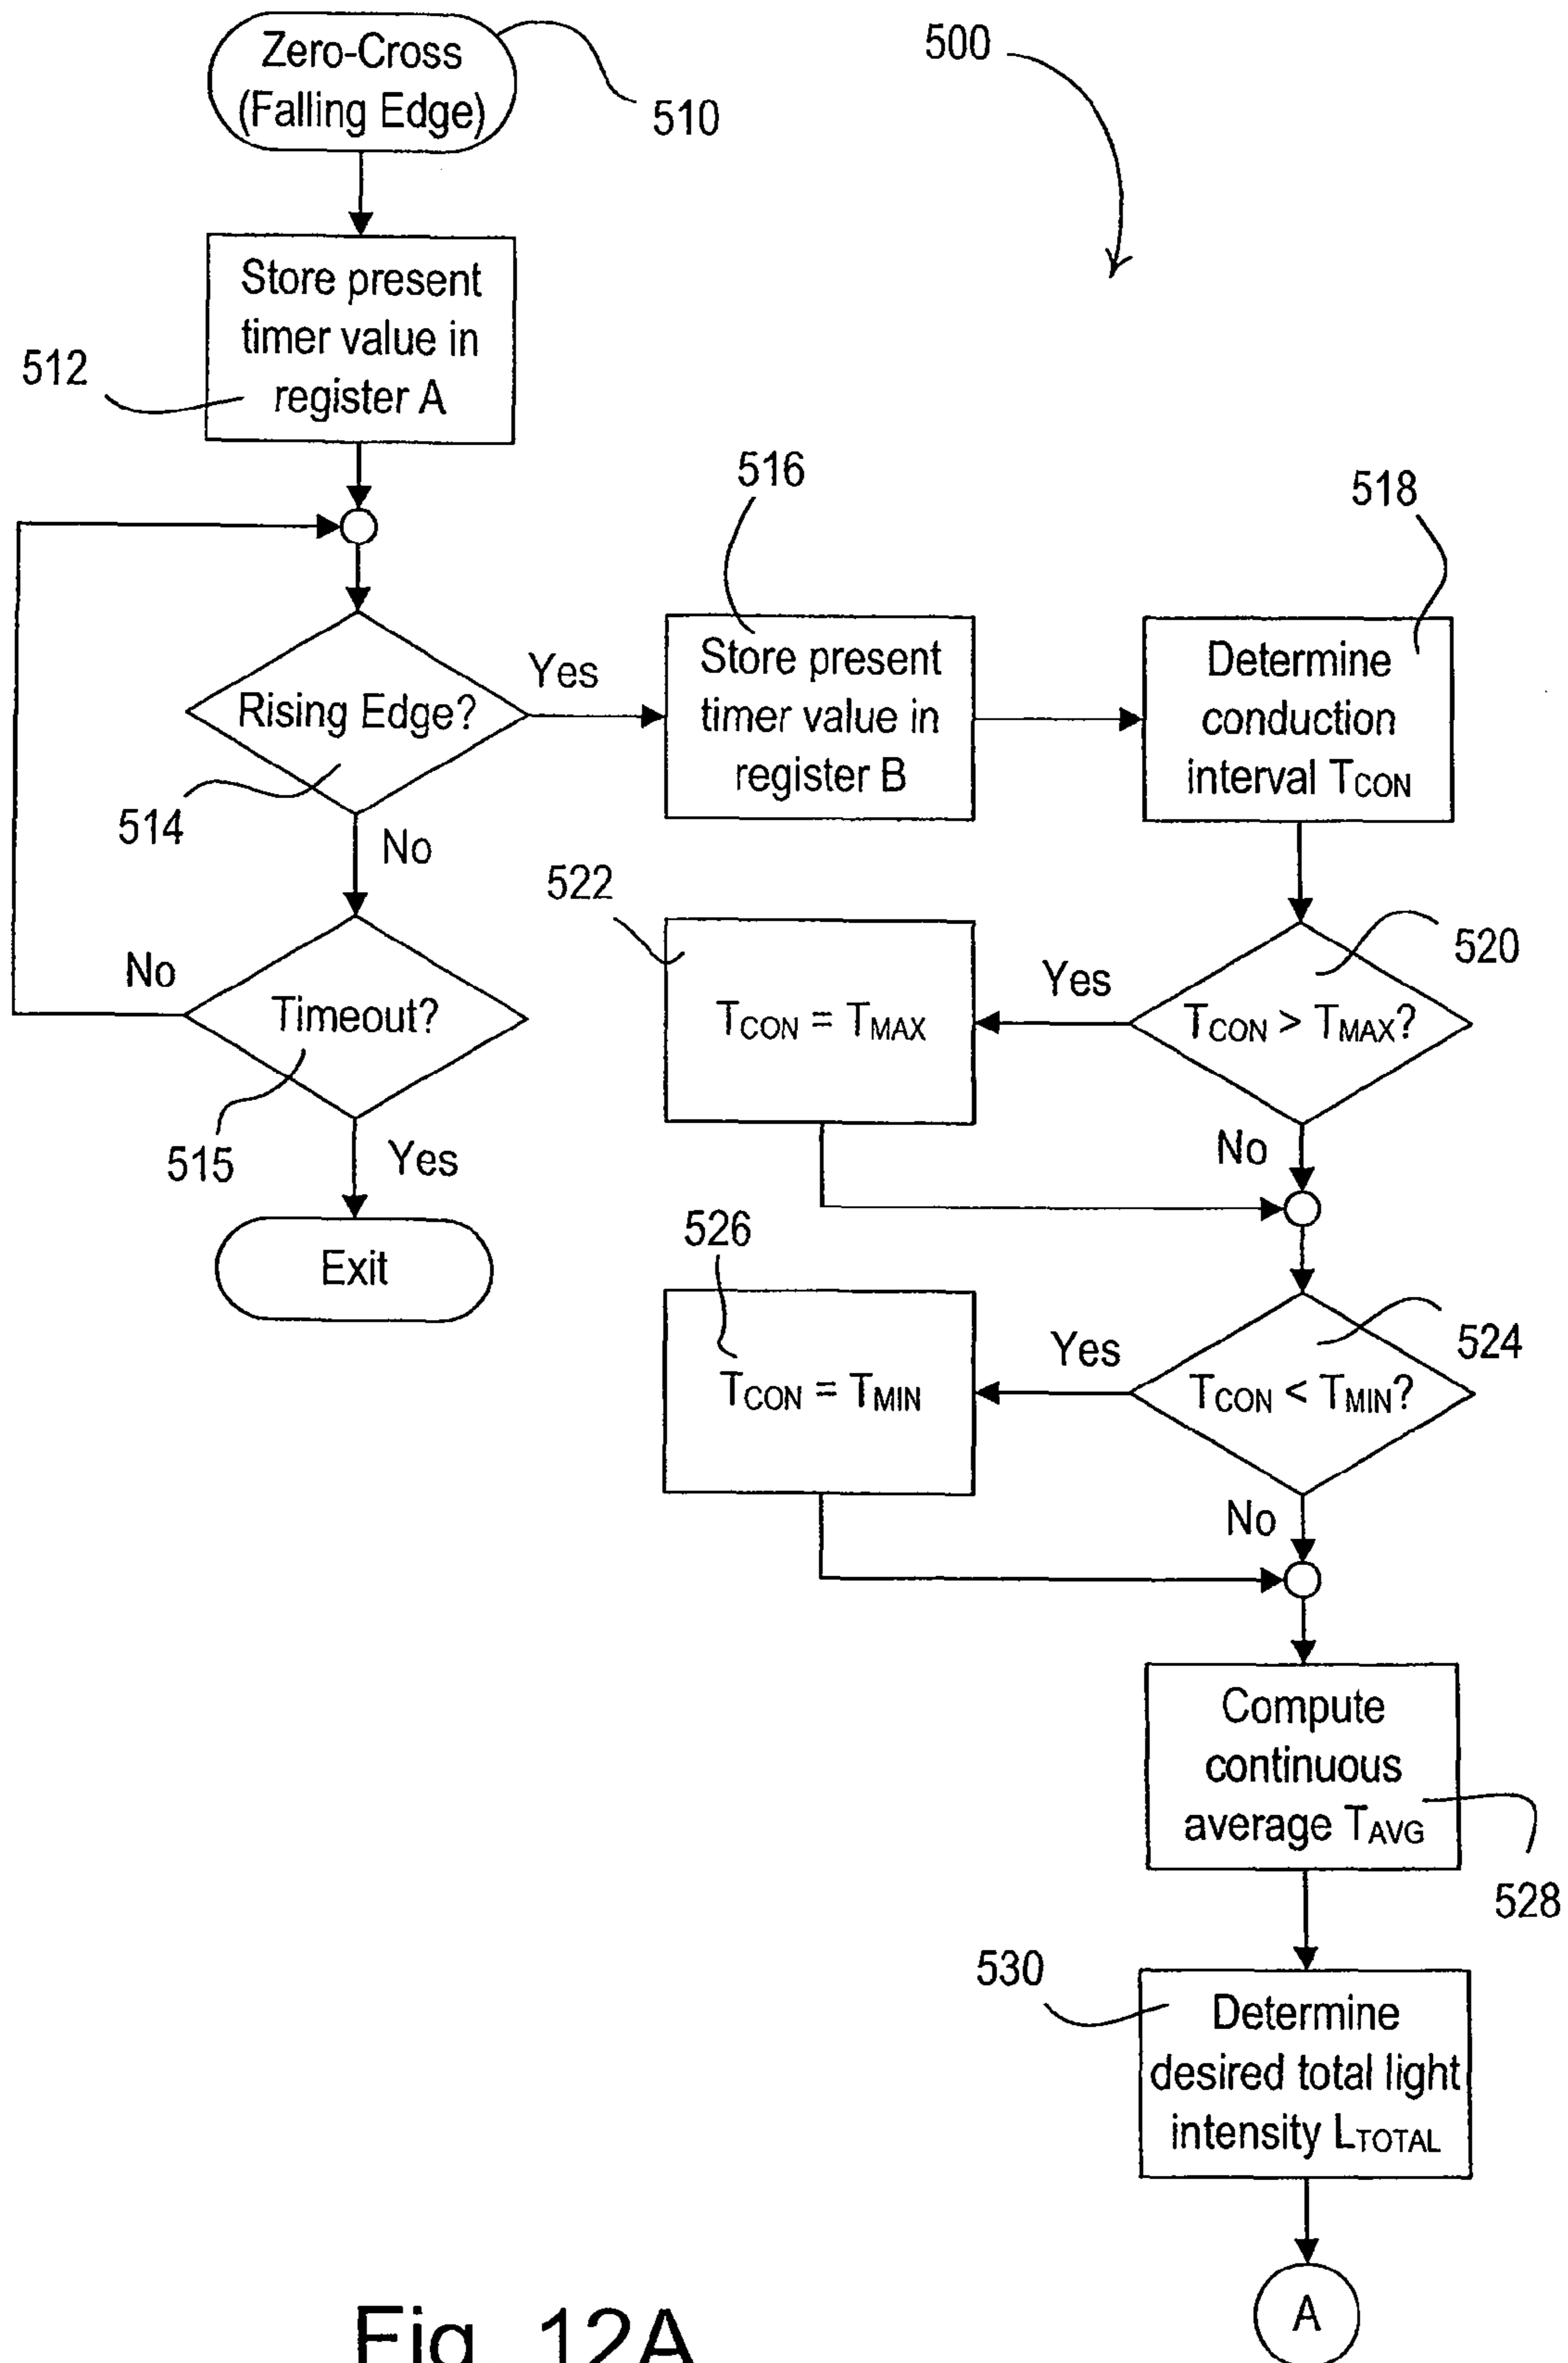 Zero-Cross
(Falling Edge)
510
500
Store present
timer value in
register A
512
Rising Edge?
514
Yes
No
Timeout?
515
No
Yes
Exit
516
Store present
timer value in
register B
518
Determine
conduction
interval TCON
520
TCON > TMAX?
Yes
No
522
TCON = TMAX
524
TCON < TMIN?
Yes
No
526
TCON = TMIN
Compute
continuous
average TAVG
528
530
Determine
desired total light
intensity LTOTAL
A
Fig. 12A